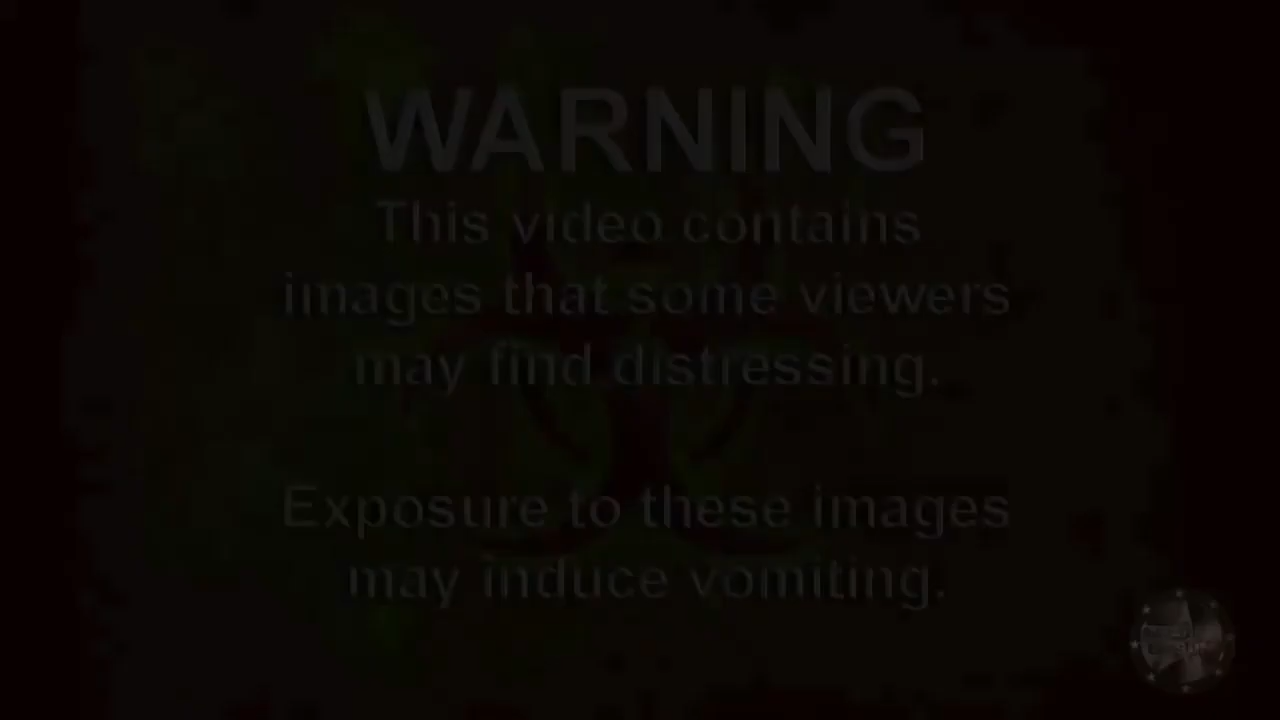 WARNING
This video contains
images that some viewers
may find distressing.
Exposure to these images
may induce vomiting.